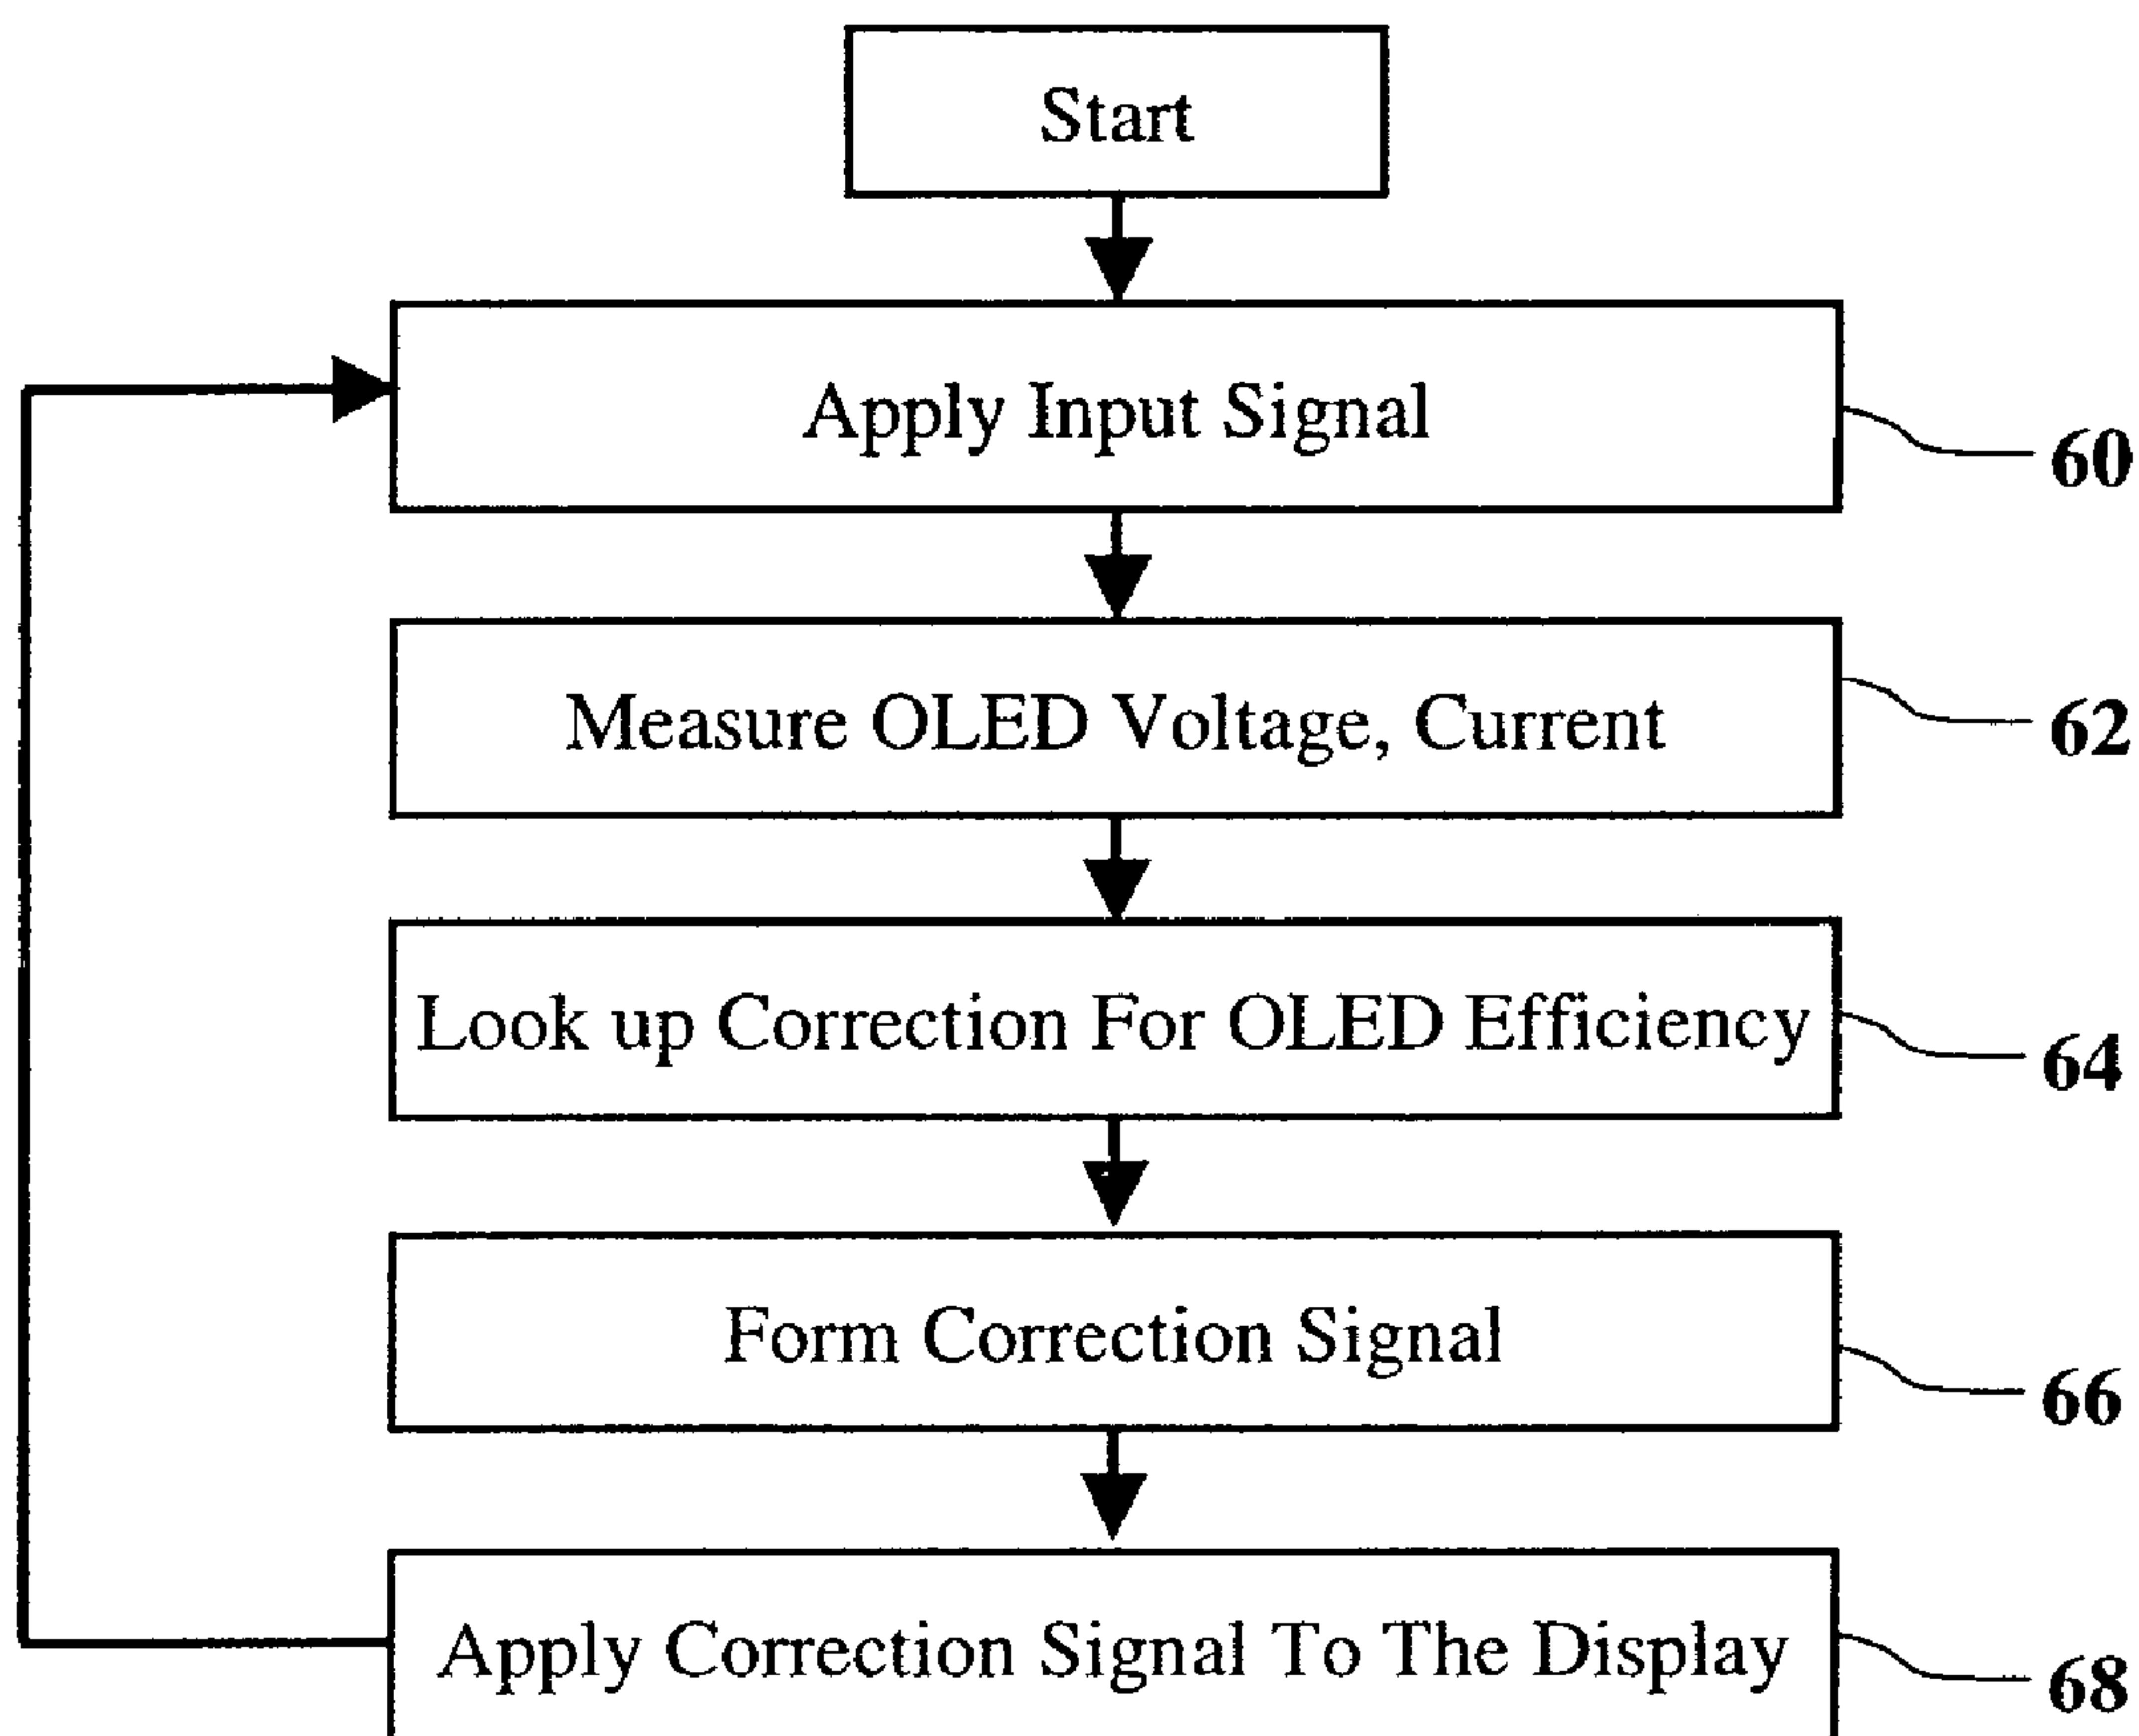 Start
Apply Input Signal
60
Measure OLED Voltage, Current
62
Look up Correction For OLED Efficiency
64
Form Correction Signal
66
Apply Correction Signal To The Display
68